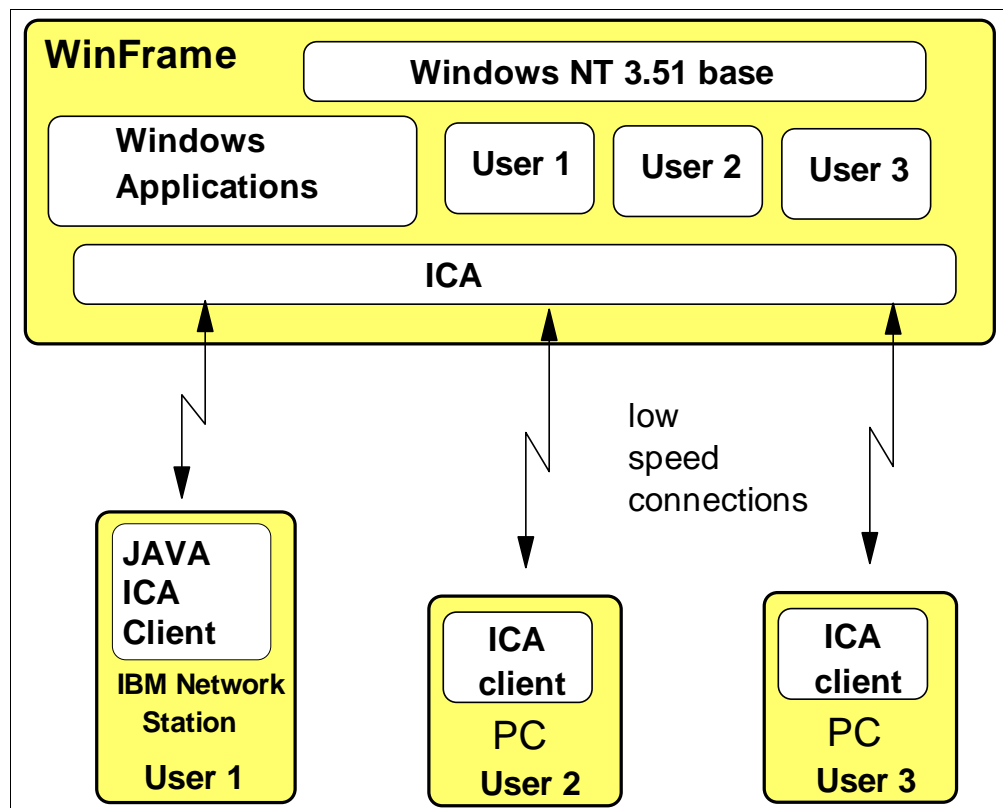 WinFrame
Windows NT 3.51 base
Windows
Applications
User 1
User 2
User 3
ICA
low
speed
connections
JAVA
ICA
Client
IBM Network
Station
User 1
ICA
client
PC
User 2
ICA
client
PC
User 3